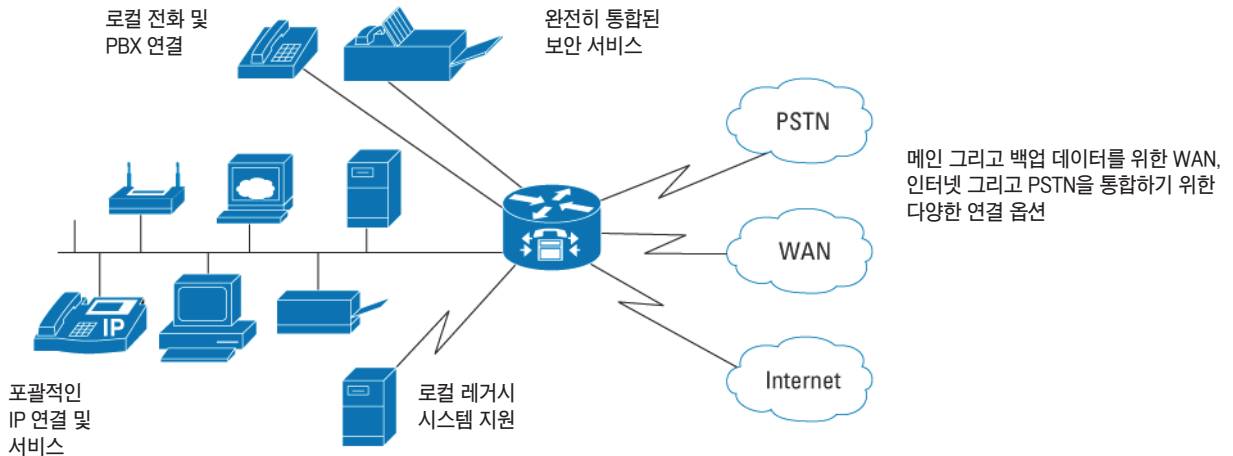 로컬 전화 및
PBX 연결
완전히 통합된
보안 서비스
PSTN
메인 그리고 백업 데이터를 위한 WAN,
인터넷 그리고 PSTN을 통합하기 위한
다양한 연결 옵션
WAN
IP
Internet
포괄적인
IP 연결 및
서비스
로컬 레거시
시스템 지원